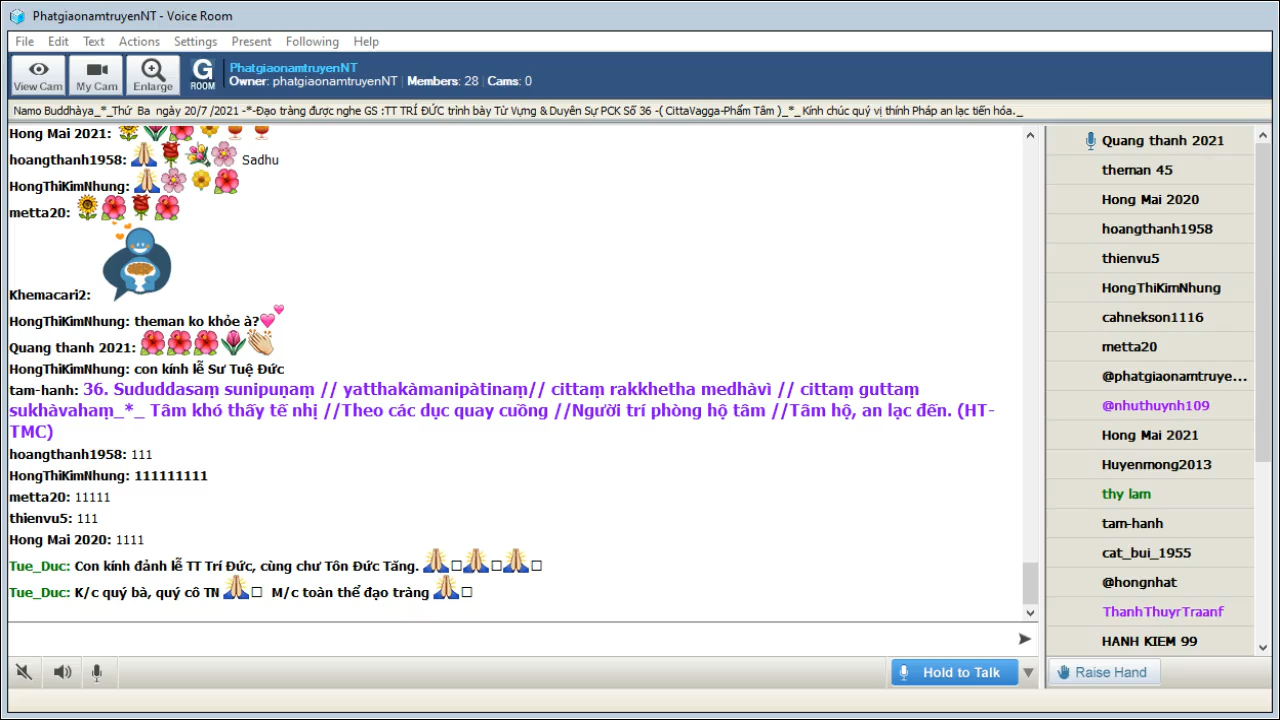 PhatgiaonamtruyenNT - Voice Room
File Edit Text Actions Settings Present Following Help
View Cam My Cam Enlarge G ROOM
PhatgiaonamtruyenNT
Owner: phatgiaonamtruyenNT | Members: 28 | Cams: 0
Namo Buddhàya_*_Thứ Ba ngày 20/7 /2021 -*-Đạo tràng được nghe GS :TT TRÍ ĐỨC trình bày Từ Vựng & Duyên Sự PCK Số 36 -( CittaVagga-Phẩm Tâm )_*_ Kính chúc quý vị thính Pháp an lạc tiến hóa._
Hong Mai 2021:
hoangthanh1958: Sadhu
HongThiKimNhung:
metta20:
Khemacari2:
HongThiKimNhung: theman ko khỏe à?
Quang thanh 2021:
HongThiKimNhung: con kính lễ Sư Tuệ Đức
tam-hanh: 36. Sududdasaṃ sunipuṇaṃ // yatthakàmanipàtinaṃ// cittaṃ rakkhetha medhàvì // cittaṃ guttaṃ
sukhàvahaṃ_*_ Tâm khó thấy tế nhị //Theo các dục quay cuồng //Người trí phòng hộ tâm //Tâm hộ, an lạc đến. (HT-
TMC)
hoangthanh1958: 111
HongThiKimNhung: 111111111
metta20: 11111
thienvu5: 111
Hong Mai 2020: 1111
Tue_Duc: Con kính đảnh lễ TT Trí Đức, cùng chư Tôn Đức Tăng.
Tue_Duc: K/c quý bà, quý cô TN M/c toàn thể đạo tràng
Quang thanh 2021
theman 45
Hong Mai 2020
hoangthanh1958
thienvu5
HongThiKimNhung
cahnekson1116
metta20
@phatgiaonamtruye...
@nhuthuynh109
Hong Mai 2021
Huyenmong2013
thy lam
tam-hanh
cat_bui_1955
@hongnhat
ThanhThuyrTraanf
HANH KIEM 99
Hold to Talk
Raise Hand